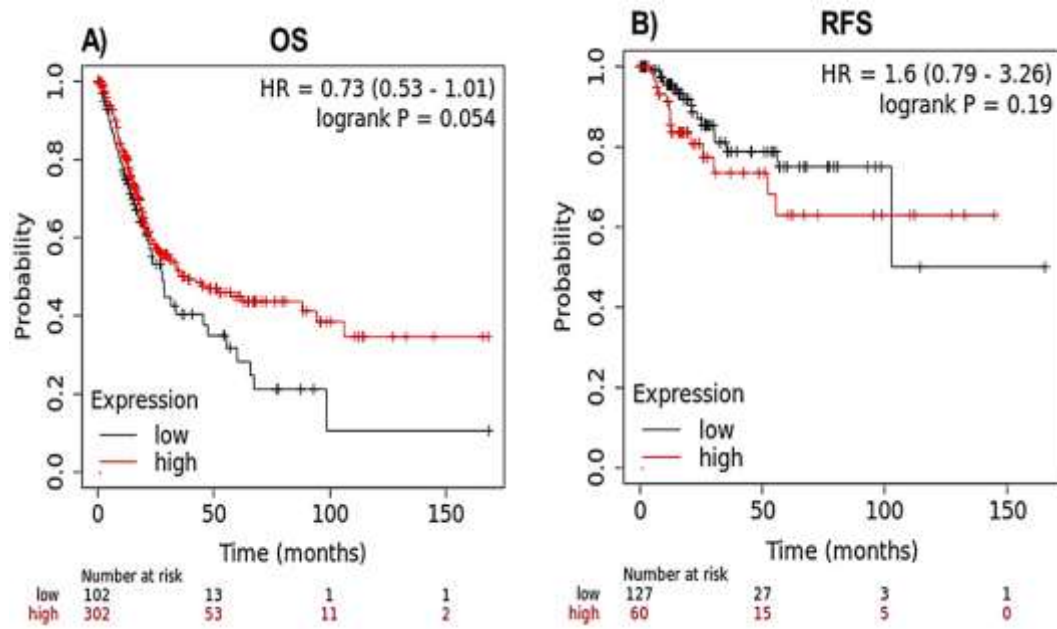 A) OS
HR = 0.73 (0.53 - 1.01)
logrank P = 0.054
Probability
1.0
0.8
0.6
0.4
0.2
0.0
Expression
low
high
0 50 100 150
Time (months)
Number at risk
low 102 13 1 1
high 302 53 11 2
B) RFS
HR = 1.6 (0.79 - 3.26)
logrank P = 0.19
Probability
1.0
0.8
0.6
0.4
0.2
0.0
Expression
low
high
0 50 100 150
Time (months)
Number at risk
low 127 27 3 1
high 60 15 5 0